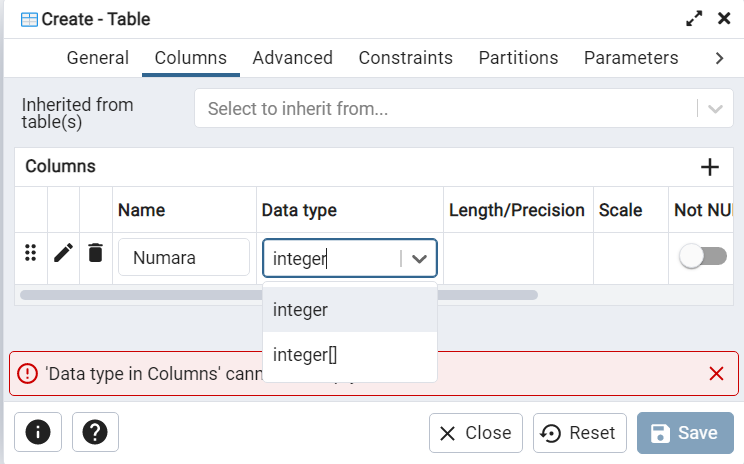 Create - Table
General Columns Advanced Constraints Partitions Parameters
Inherited from
table(s)
Select to inherit from...
Columns
Name Data type Length/Precision Scale Not NU
Numara integer
integer
integer[]
'Data type in Columns' cann
Close Reset Save